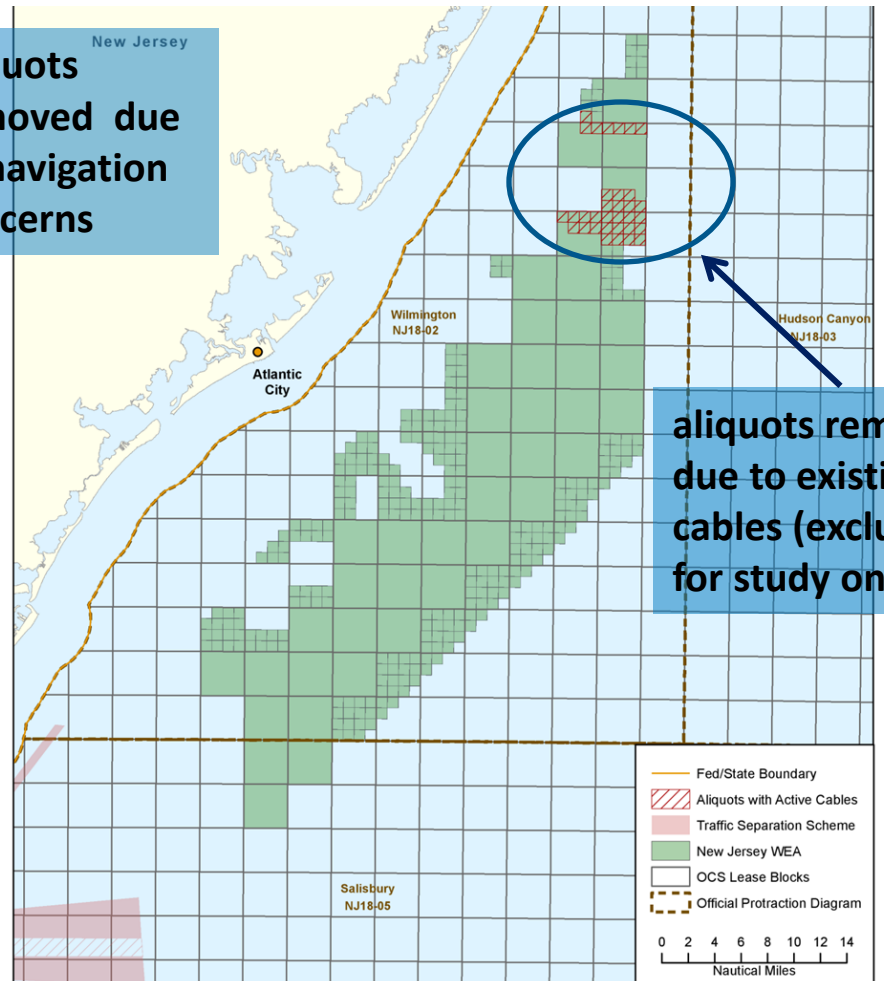 New Jersey
uots
noved due
navigation
cerns
Wilmington
NJ18-02
Hudson Canyon
NJ18-03
Atlantic
City
aliquots rem
due to existi
cables (exclu
for study on
Fed/State Boundary
Aliquots with Active Cables
Traffic Separation Scheme
New Jersey WEA
OCS Lease Blocks
Official Protraction Diagram
Salisbury
NJ18-05
0 2 4 6 8 10 12 14
Nautical Miles